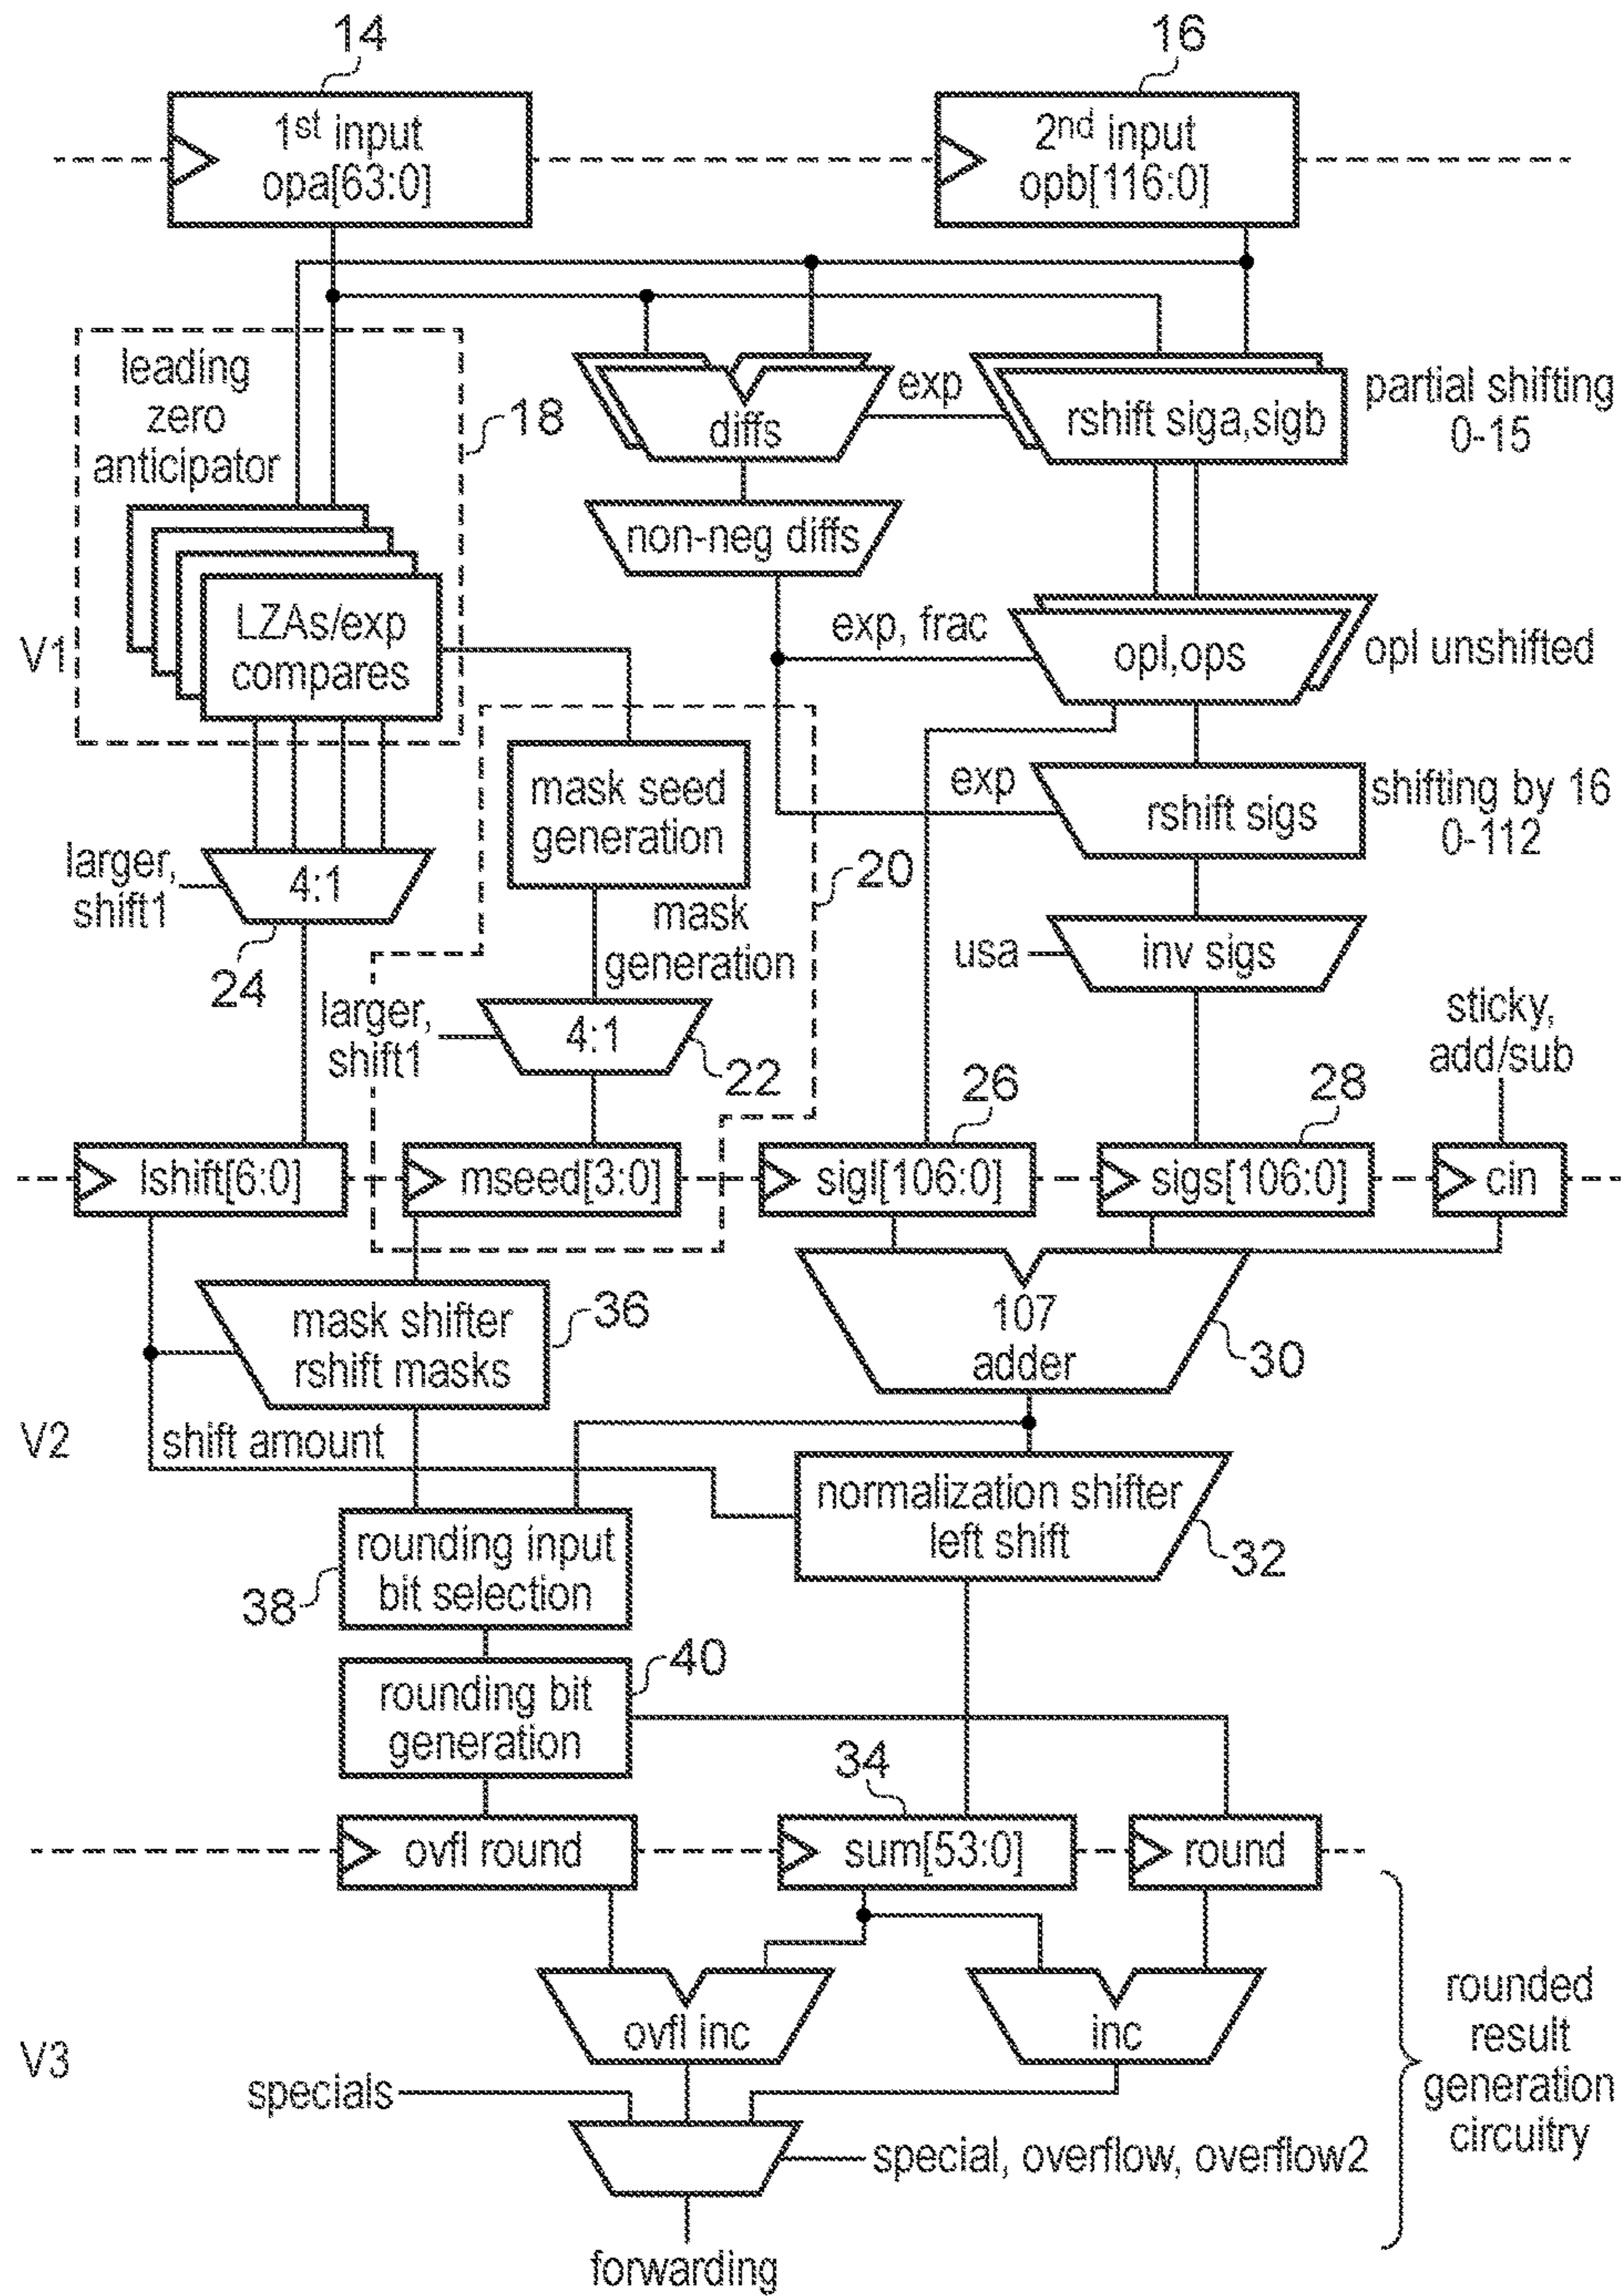 14
16
1st input
opa[63:0]
2nd input
opb[116:0]
leading
zero
anticipator
18
diffs
exp
rshift siga,sigb
partial shifting
0-15
non-neg diffs
LZAs/exp
compares
V1
exp, frac
opl,ops
opl unshifted
mask seed
generation
exp
rshift sigs
shifting by 16
0-112
larger,
shift1
4:1
24
20
mask
generation
usa
inv sigs
larger,
shift1
4:1
22
26
28
sticky,
add/sub
lshift[6:0]
mseed[3:0]
sigl[106:0]
sigs[106:0]
cin
mask shifter
rshift masks
36
107
adder
30
V2
shift amount
normalization shifter
left shift
32
rounding input
bit selection
38
rounding bit
generation
40
34
ovfl round
sum[53:0]
round
ovfl inc
inc
V3
rounded
result
generation
circuitry
specials
special, overflow, overflow2
forwarding